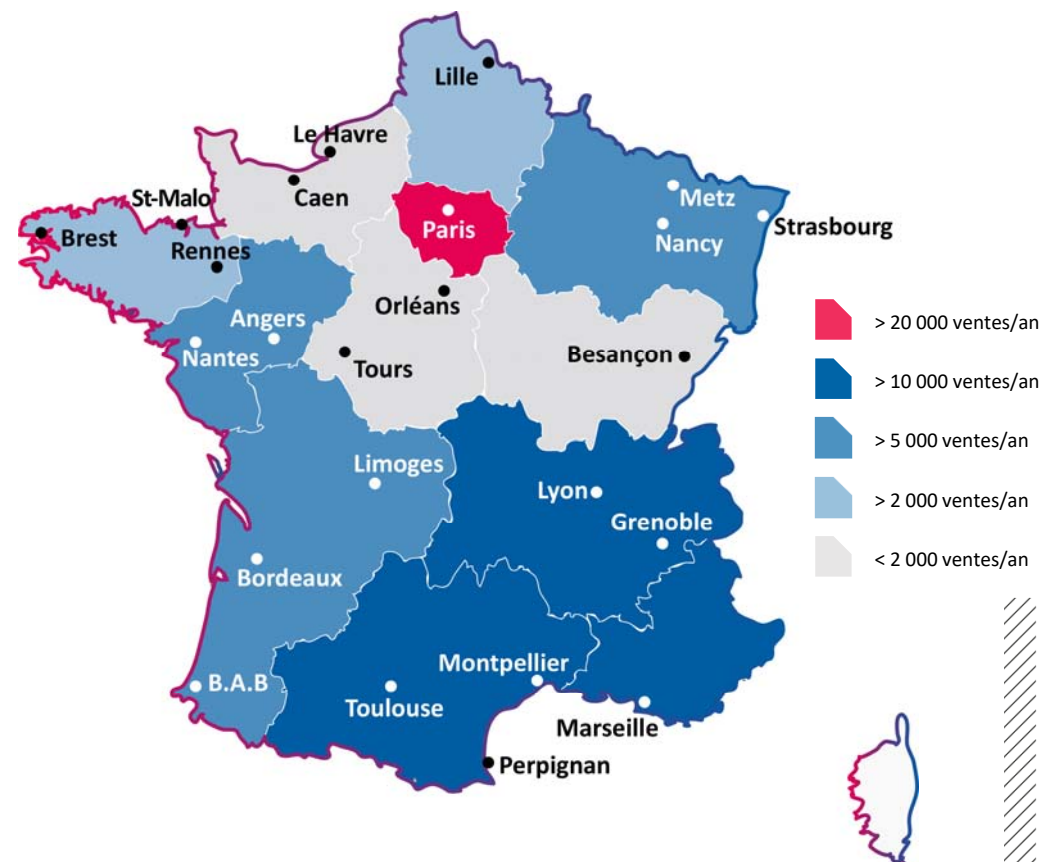 Lille
Le Havre
Caen
St-Malo
Brest
Rennes
Paris
Metz
Nancy
Strasbourg
Orléans
Angers
Nantes
Tours
Besançon
Limoges
Lyon
Grenoble
Bordeaux
B.A.B
Toulouse
Montpellier
Marseille
Perpignan
> 20 000 ventes/an
> 10 000 ventes/an
> 5 000 ventes/an
> 2 000 ventes/an
< 2 000 ventes/an